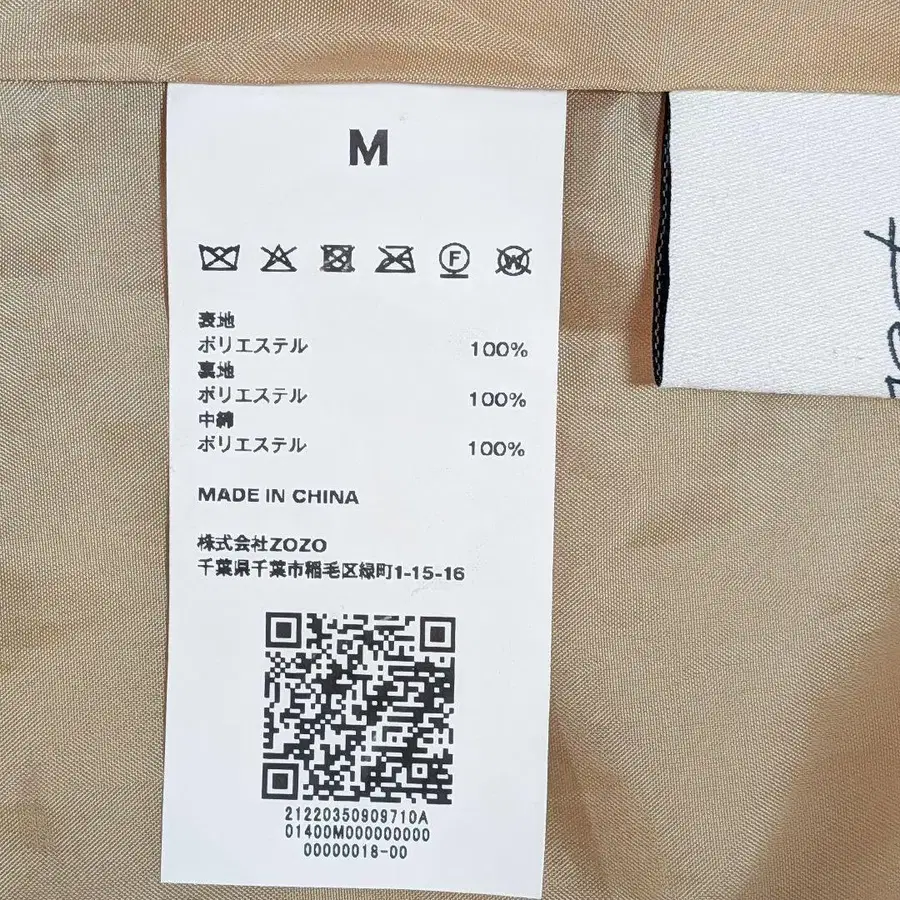 M
F
W
表地
ポリエステル 100%
裏地
ポリエステル 100%
中綿
ポリエステル 100%
MADE IN CHINA
株式会社ZOZO
千葉県千葉市稲毛区緑町1-15-16
21220350909710A
01400M000000000
00000018-00